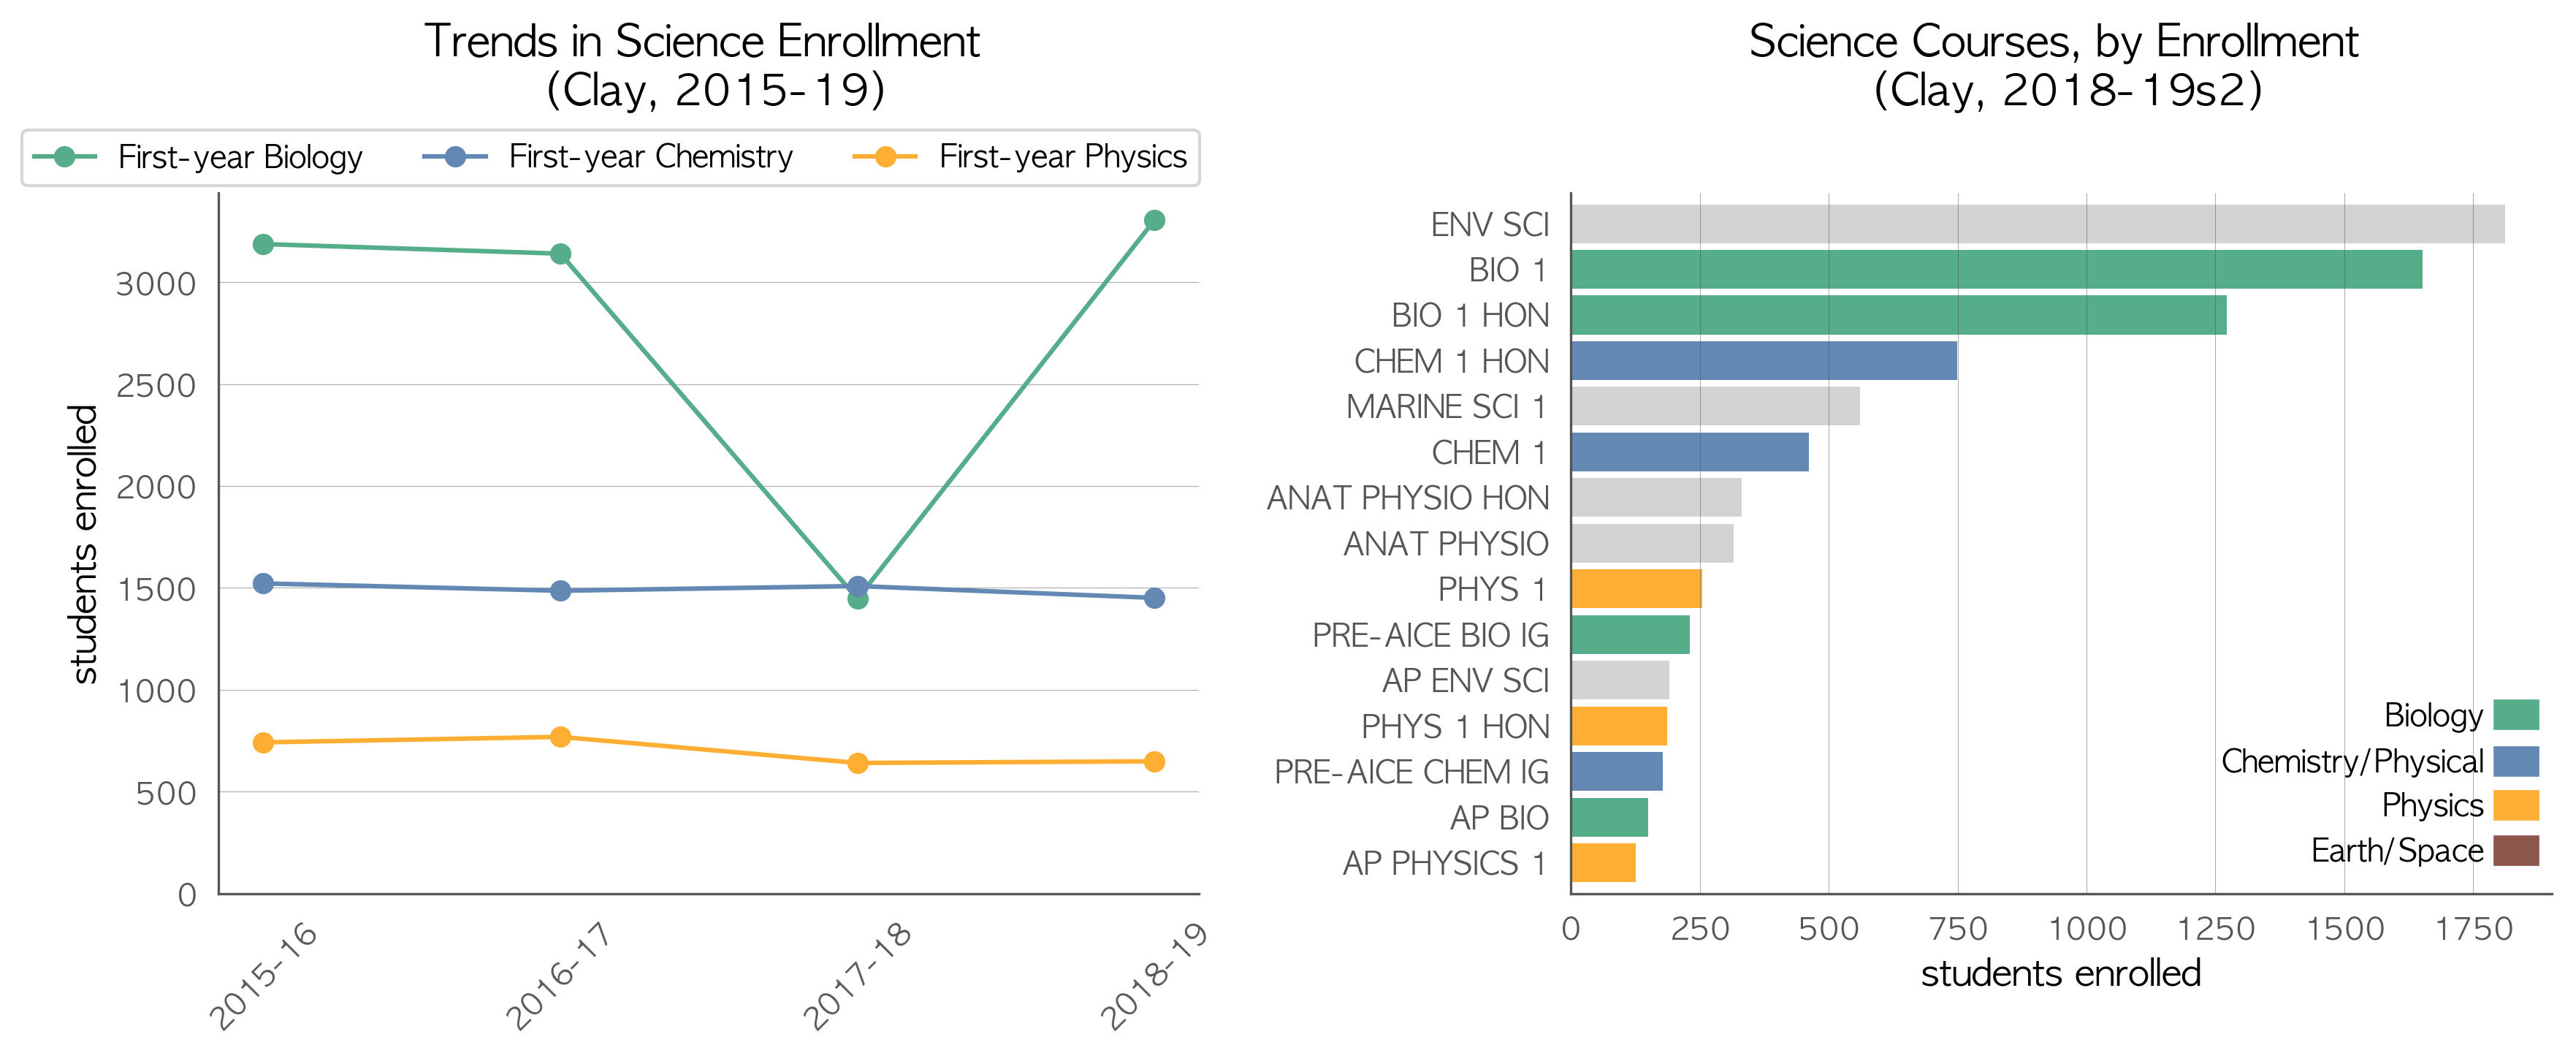 Trends in Science Enrollment
(Clay, 2015-19)
First-year Biology
First-year Chemistry
First-year Physics
students enrolled
3000
2500
2000
1500
1000
500
0
2015-16
2016-17
2017-18
2018-19
Science Courses, by Enrollment
(Clay, 2018-19s2)
ENV SCI
BIO 1
BIO 1 HON
CHEM 1 HON
MARINE SCI 1
CHEM 1
ANAT PHYSIO HON
ANAT PHYSIO
PHYS 1
PRE-AICE BIO IG
AP ENV SCI
PHYS 1 HON
PRE-AICE CHEM IG
AP BIO
AP PHYSICS 1
Biology
Chemistry/Physical
Physics
Earth/Space
0
250
500
750
1000
1250
1500
1750
students enrolled